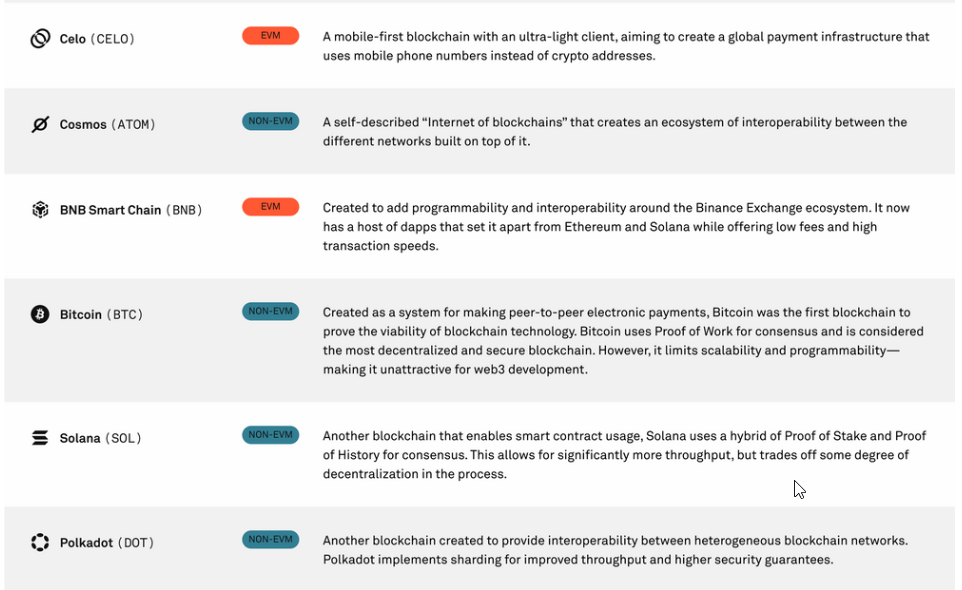 Celo (CELO)
EVM
A mobile-first blockchain with an ultra-light client, aiming to create a global payment infrastructure that
uses mobile phone numbers instead of crypto addresses.
Cosmos (ATOM)
NON-EVM
A self-described “Internet of blockchains” that creates an ecosystem of interoperability between the
different networks built on top of it.
BNB Smart Chain (BNB)
EVM
Created to add programmability and interoperability around the Binance Exchange ecosystem. It now
has a host of dapps that set it apart from Ethereum and Solana while offering low fees and high
transaction speeds.
Bitcoin (BTC)
NON-EVM
Created as a system for making peer-to-peer electronic payments, Bitcoin was the first blockchain to
prove the viability of blockchain technology. Bitcoin uses Proof of Work for consensus and is considered
the most decentralized and secure blockchain. However, it limits scalability and programmability—
making it unattractive for web3 development.
Solana (SOL)
NON-EVM
Another blockchain that enables smart contract usage, Solana uses a hybrid of Proof of Stake and Proof
of History for consensus. This allows for significantly more throughput, but trades off some degree of
decentralization in the process.
Polkadot (DOT)
NON-EVM
Another blockchain created to provide interoperability between heterogeneous blockchain networks.
Polkadot implements sharding for improved throughput and higher security guarantees.